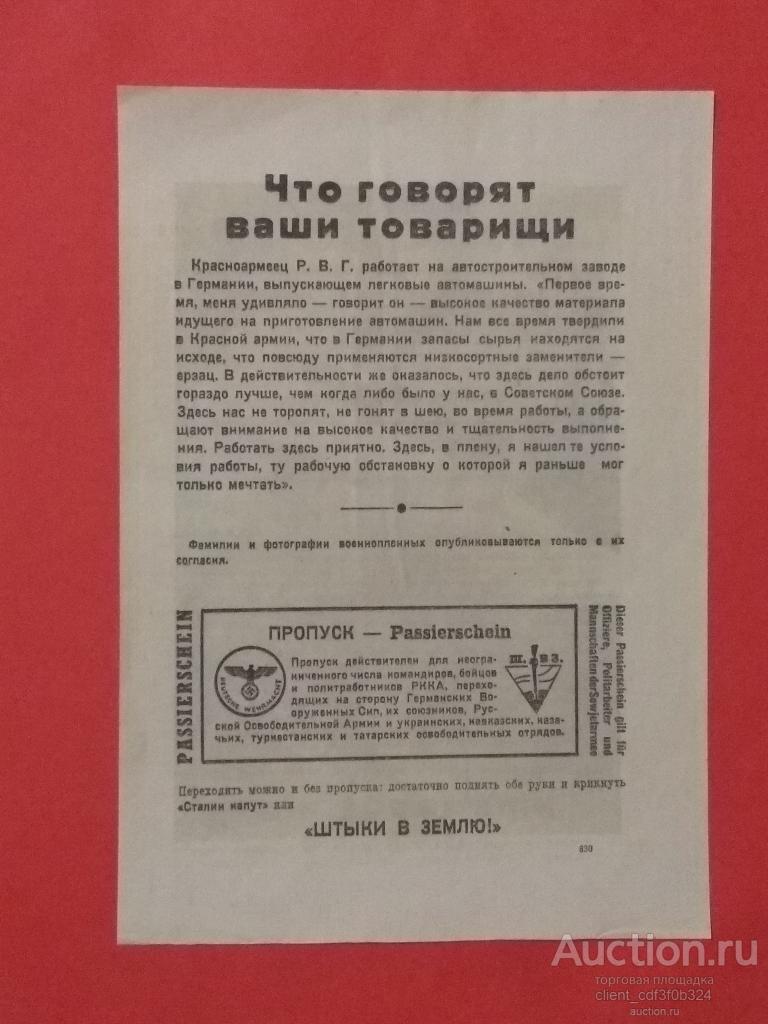 Что говорят
ваши товарищи
Красноармеец Р. В. Г. работает на автостроительном заводе
в Германии, выпускающем легковые автомашины. «Первое вре-
мя, меня удивляло — говорит он — высокое качество материала
идущего на приготовление автомашин. Нам все время твердили
в Красной армии, что в Германии запасы сырья находятся на
исходе, что повсюду применяются низкосортные заменители —
ерзац. В действительности же оказалось, что здесь дело обстоит
гораздо лучше, чем когда либо было у нас, в Советском Союзе.
Здесь нас не торопят, не гонят в шею, во время работы, а обра-
щают внимание на высокое качество и тщательность выполне-
ния. Работать здесь приятно. Здесь, в плену, я нашел те усло-
вия работы, ту рабочую обстановку о которой я раньше мог
только мечтать».
Фамилии и фотографии военнопленных опубликовываются только с их
согласия.
PASSIERSCHEIN
ПРОПУСК — Passierschein
DEUTSCHE WEHRMACHT
Пропуск действителен для неогра-
ниченного числа командиров, бойцов
и политработников РККА, перехо-
дящих на сторону Германских Во-
оруженных Сил, их союзников, Рус-
ской Освободительной Армии и украинских, кавказских, каза-
чьих, туркестанских и татарских освободительных отрядов.
Ш. В З.
Dieser Passierschein gilt für
Offiziere, Politarbeiter und
Mannschaften der Sowjetarmee
Переходить можно и без пропуска: достаточно поднять обе руки и крикнуть
«Сталин капут» или
«ШТЫКИ В ЗЕМЛЮ!»
630
Auction.ru
торговая площадка
client_cdf3f0b324
auction.ru